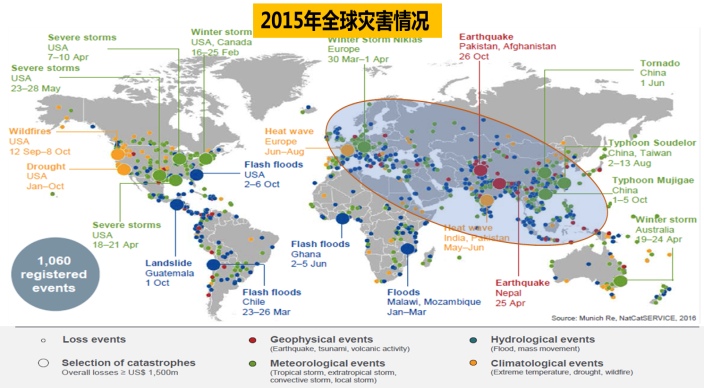 2015年全球灾害情况
Severe storms
USA
7–10 Apr
Winter storm
USA, Canada
16–25 Feb
Winter Storm Niklas
Europe
30 Mar–1 Apr
Earthquake
Pakistan, Afghanistan
26 Oct
Tornado
China
1 Jun
Severe storms
USA
23–28 May
Wildfires
USA
12 Sep–8 Oct
Heat wave
Europe
Jun–Aug
Typhoon Soudelor
China, Taiwan
2–13 Aug
Drought
USA
Jan–Oct
Flash floods
USA
2–6 Oct
Typhoon Mujigae
China
1–5 Oct
Severe storms
USA
18–21 Apr
Heat wave
India, Pakistan
May–Jun
Winter storm
Australia
19–24 Apr
1,060
registered
events
Landslide
Guatemala
1 Oct
Flash floods
Ghana
2–5 Jun
Flash floods
Chile
23–26 Mar
Floods
Malawi, Mozambique
Jan–Mar
Earthquake
Nepal
25 Apr
Source: Munich Re, NatCatSERVICE, 2016
Loss events
Selection of catastrophes
Overall losses ≥ US$ 1,500m
Geophysical events
(Earthquake, tsunami, volcanic activity)
Meteorological events
(Tropical storm, extratropical storm,
convective storm, local storm)
Hydrological events
(Flood, mass movement)
Climatological events
(Extreme temperature, drought, wildfire)